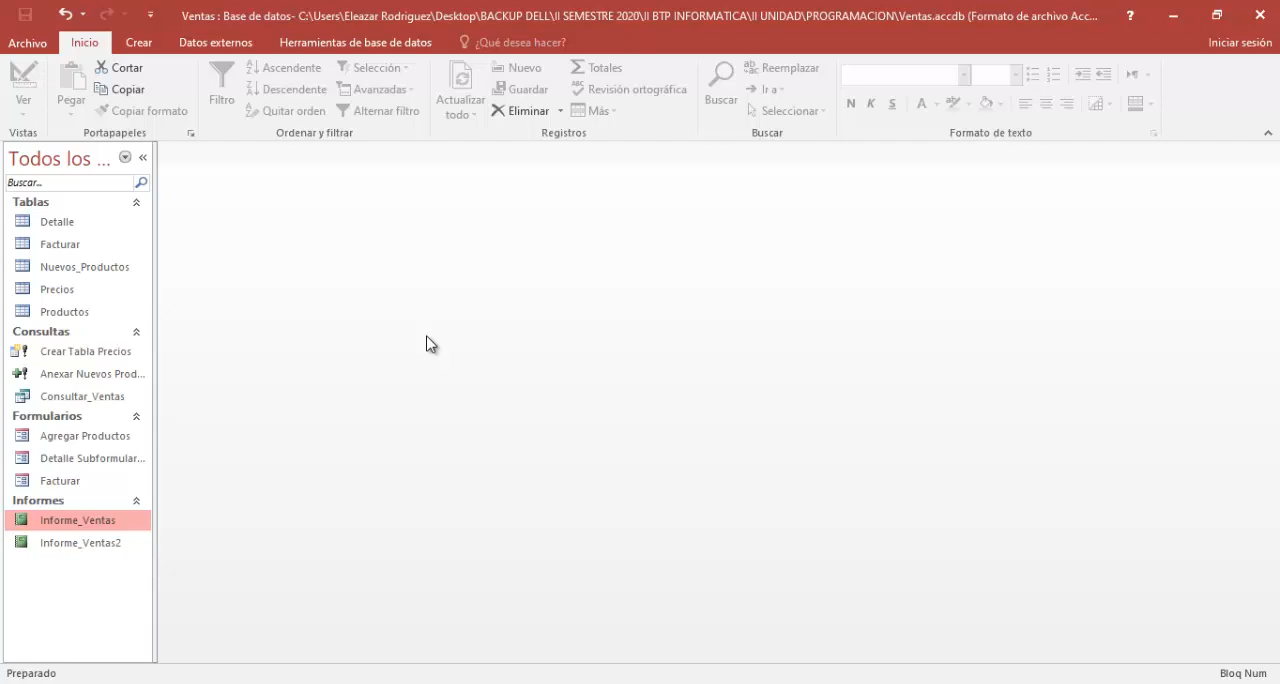 Ventas : Base de datos- C:\Users\Eleazar Rodriguez\Desktop\BACKUP DELL\II SEMESTRE 2020\II BTP INFORMATICA\II UNIDAD\PROGRAMACION\Ventas.accdb (Formato de archivo Acc...
Archivo Inicio Crear Datos externos Herramientas de base de datos ¿Qué desea hacer? Iniciar sesión
Ver
Vistas
Pegar
Cortar
Copiar
Copiar formato
Portapapeles
Filtro
Ascendente
Descendente
Quitar orden
Selección
Avanzadas
Alternar filtro
Ordenar y filtrar
Actualizar
todo
Nuevo
Guardar
Eliminar
Totales
Revisión ortográfica
Más
Registros
Buscar
Reemplazar
Ir a
Seleccionar
Buscar
N K S A
Formato de texto
Todos los ...
Buscar...
Tablas
Detalle
Facturar
Nuevos_Productos
Precios
Productos
Consultas
Crear Tabla Precios
Anexar Nuevos Prod...
Consultar_Ventas
Formularios
Agregar Productos
Detalle Subformular...
Facturar
Informes
Informe_Ventas
Informe_Ventas2
Preparado
Bloq Num